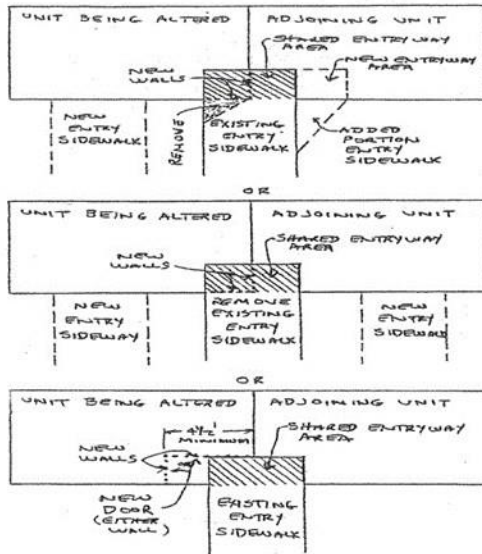 UNIT BEING ALTERED
ADJOINING UNIT
SHARED ENTRYWAY
AREA
NEW
WALLS
NEW ENTRYWAY
AREA
NEW
ENTRY
SIDEWALK
REMOVE
EXISTING
ENTRY
SIDEWALK
ADDED
PORTION
ENTRY
SIDEWALK
OR
UNIT BEING ALTERED
ADJOINING UNIT
NEW
WALLS
SHARED ENTRYWAY
AREA
NEW
ENTRY
SIDEWAY
REMOVE
EXISTING
ENTRY
SIDEWALK
NEW
ENTRY
SIDEWALK
OR
UNIT BEING ALTERED
ADJOINING UNIT
4 1/2'
MINIMUM
SHARED ENTRYWAY
AREA
NEW
WALLS
NEW
DOOR
(EITHER
WALL)
EXISTING
ENTRY
SIDEWALK